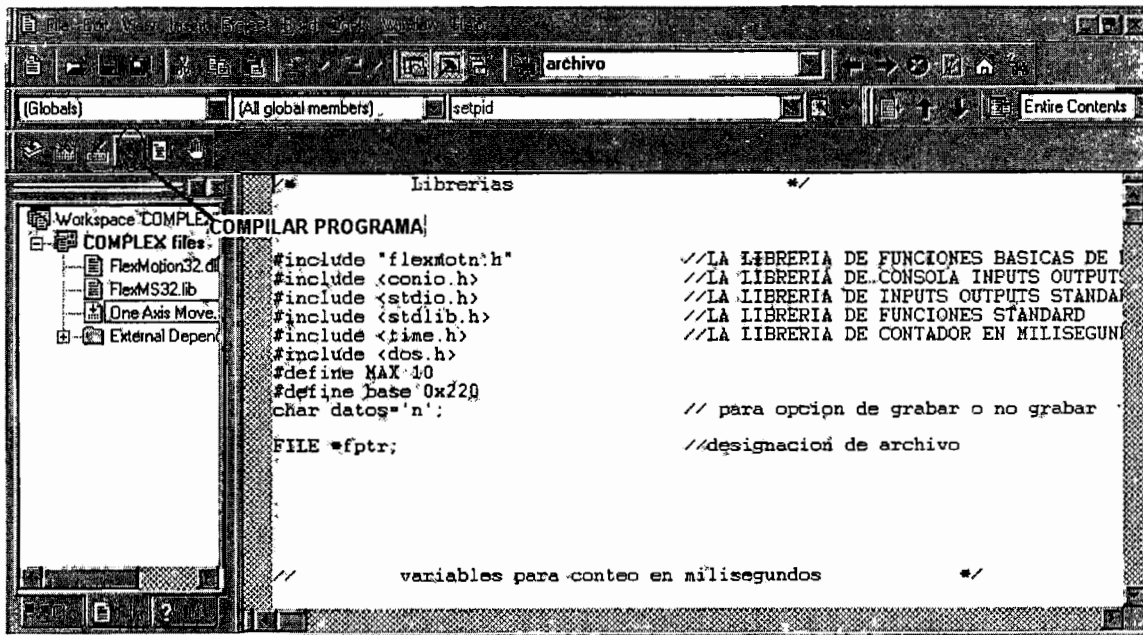 archivo
(Globals) (All global members) setpid Entire Contents
/* Librerias */
COMPILAR PROGRAMA
Workspace 'COMPLEX
COMPLEX files
FlexMotion32.dll
FlexMS32.lib
One Axis Move.
External Depen
#include "flexmotn.h" //LA LIBRERIA DE FUNCIONES BASICAS DE
#include <conio.h> //LA LIBRERIA DE CONSOLA INPUTS OUTPUTS
#include <stdio.h> //LA LIBRERIA DE INPUTS OUTPUTS STANDAR
#include <stdlib.h> //LA LIBRERIA DE FUNCIONES STANDARD
#include <time.h> //LA LIBRERIA DE CONTADOR EN MILISEGUN
#include <dos.h>
#define MAX 10
#define base 0x220
char datos='n'; // para opcion de grabar o no grabar
FILE *fptr; //designacion de archivo
// variables para conteo en milisegundos */